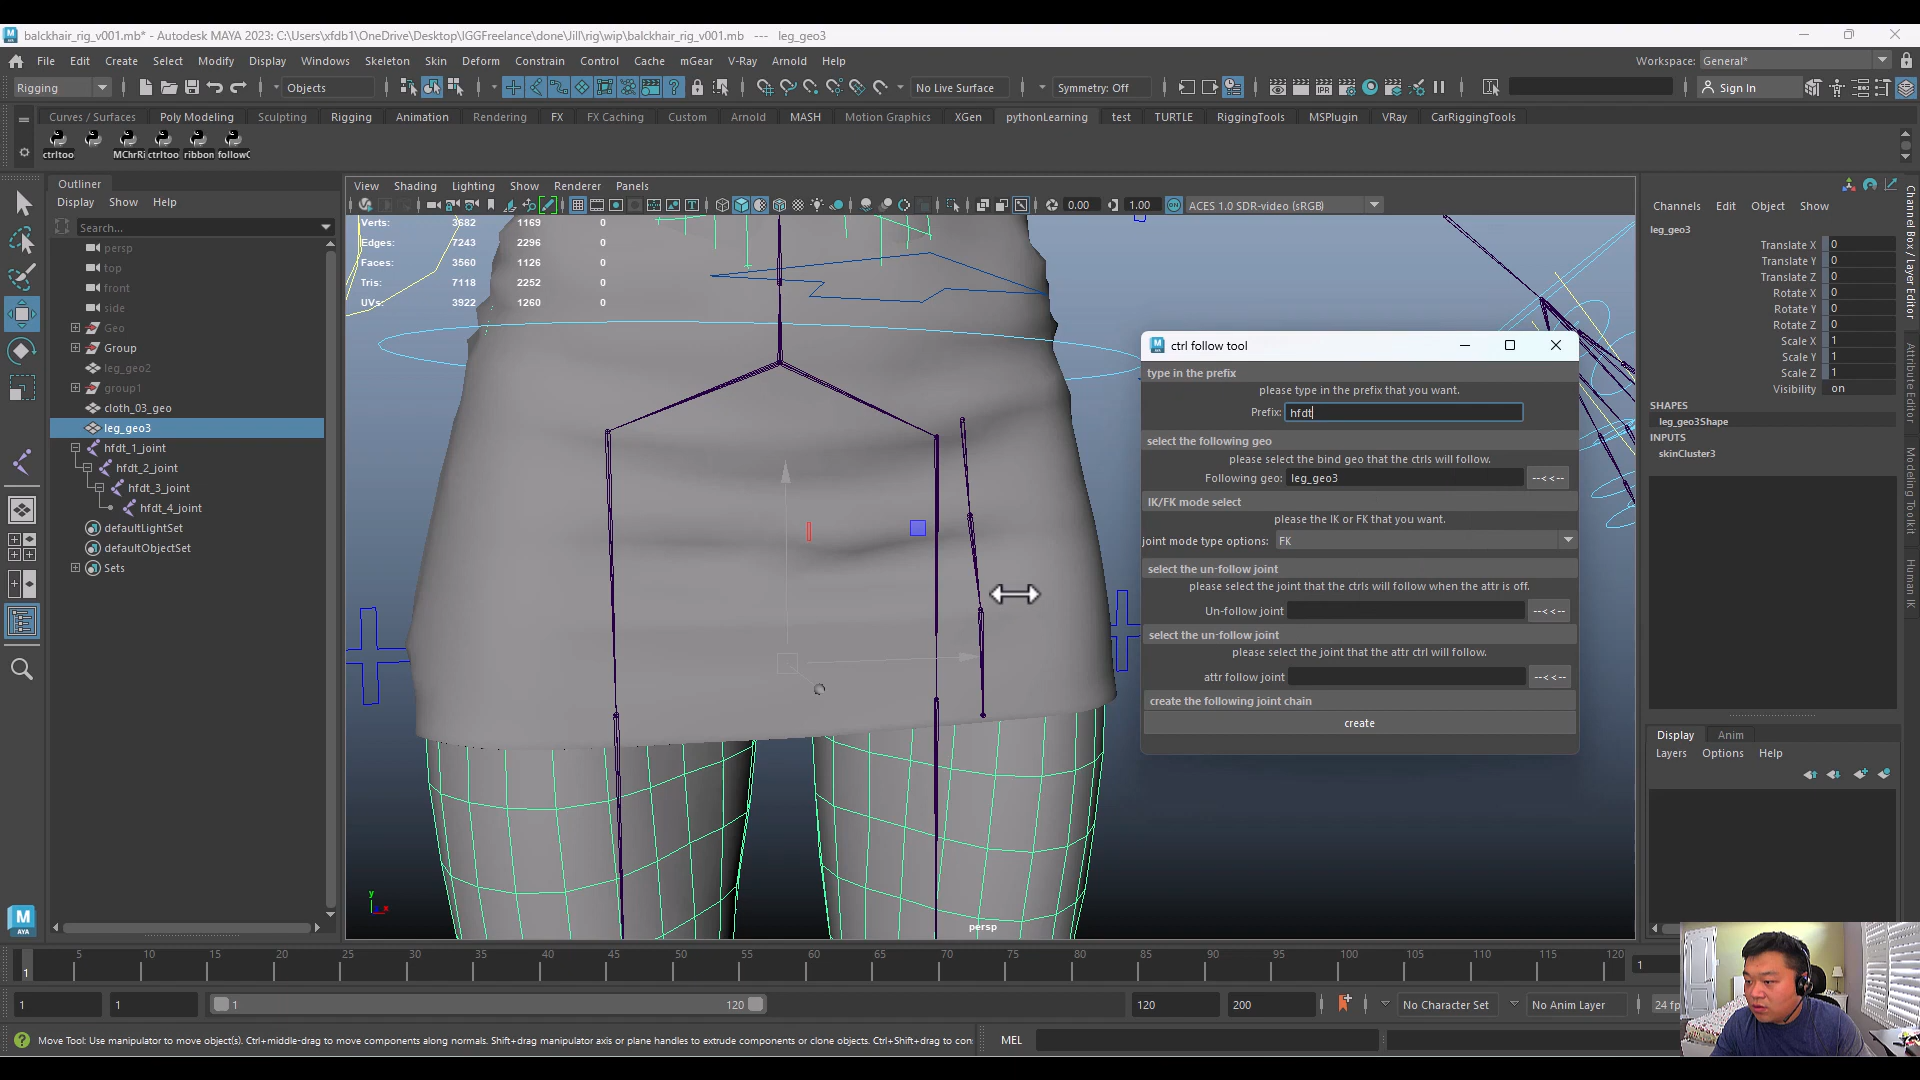 balckhair_rig_v001.mb* - Autodesk MAYA 2023: C:\Users\xfdb1\OneDrive\Desktop\IGGFreelance\done\Jill\rig\wip\balckhair_rig_v001.mb --- leg_geo3
File Edit Create Select Modify Display Windows Skeleton Skin Deform Constrain Control Cache mGear V-Ray Arnold Help
Workspace: General*
Rigging Objects No Live Surface Symmetry: Off Sign In
Curves / Surfaces Poly Modeling Sculpting Rigging Animation Rendering FX FX Caching Custom Arnold MASH Motion Graphics XGen pythonLearning test TURTLE RiggingTools MSPlugin VRay CarRiggingTools
ctrltoo MChrRi ctrltoo ribbon followC
Outliner
Display Show Help
Search...
persp
top
front
side
Geo
Group
leg_geo2
group1
cloth_03_geo
leg_geo3
hfdt_1_joint
hfdt_2_joint
hfdt_3_joint
hfdt_4_joint
defaultLightSet
defaultObjectSet
Sets
View Shading Lighting Show Renderer Panels
0.00 1.00 ACES 1.0 SDR-video (sRGB)
Verts: 3682 1169 0
Edges: 7243 2296 0
Faces: 3560 1126 0
Tris: 7118 2252 0
UVs: 3922 1260 0
y
x
persp
ctrl follow tool
type in the prefix
please type in the prefix that you want.
Prefix: hfdt
select the following geo
please select the bind geo that the ctrls will follow.
Following geo: leg_geo3 --<<--
IK/FK mode select
please the IK or FK that you want.
joint mode type options: FK
select the un-follow joint
please select the joint that the ctrls will follow when the attr is off.
Un-follow joint --<<--
select the un-follow joint
please select the joint that the attr ctrl will follow.
attr follow joint --<<--
create the following joint chain
create
Channels Edit Object Show
leg_geo3
Translate X 0
Translate Y 0
Translate Z 0
Rotate X 0
Rotate Y 0
Rotate Z 0
Scale X 1
Scale Y 1
Scale Z 1
Visibility on
SHAPES
leg_geo3Shape
INPUTS
skinCluster3
Channel Box / Layer Editor
Attribute Editor
Modeling Toolkit
Human IK
Display Anim
Layers Options Help
5 10 15 20 25 30 35 40 45 50 55 60 65 70 75 80 85 90 95 100 105 110 115 120
1 1
1 1 1 120 120 200 No Character Set No Anim Layer 24 fp
Move Tool: Use manipulator to move object(s). Ctrl+middle-drag to move components along normals. Shift+drag manipulator axis or plane handles to extrude components or clone objects. Ctrl+Shift+drag to con
MEL
M
AYA